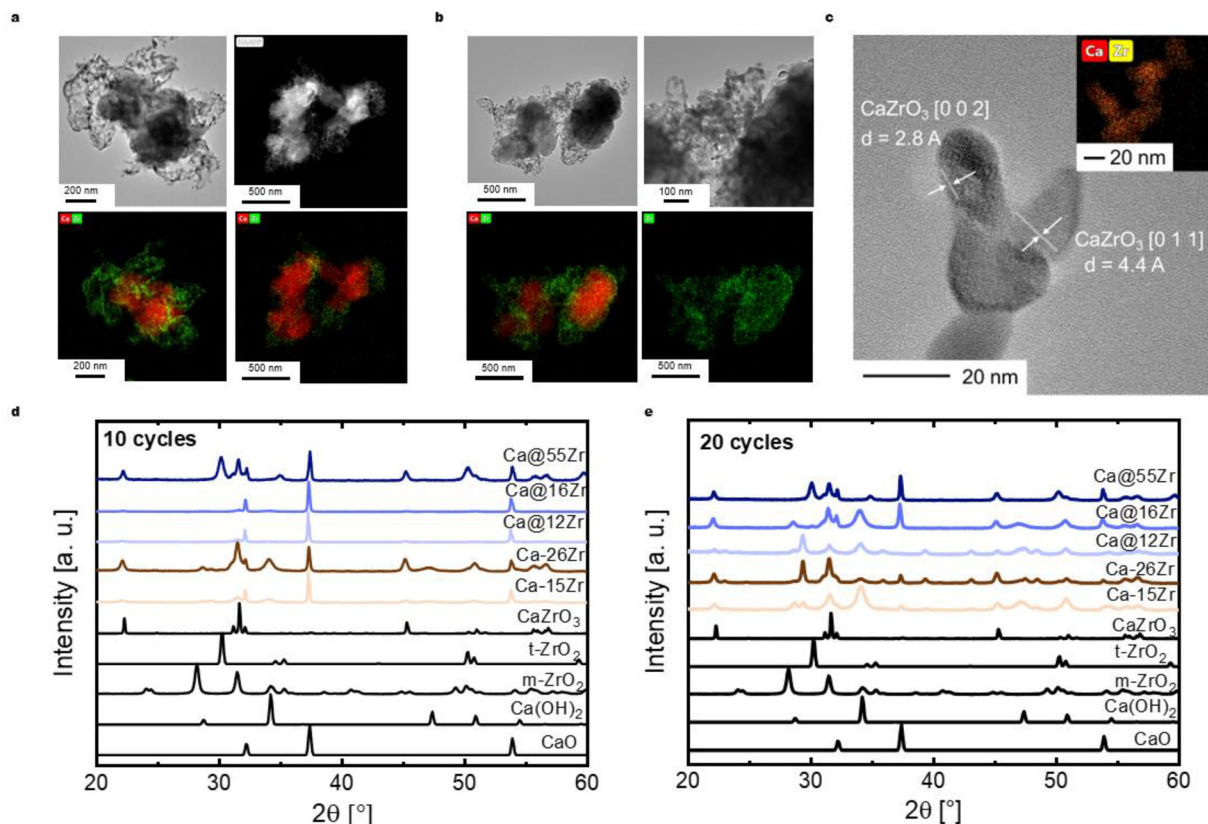 a
b
c
200 nm
500 nm
Ca Zr
200 nm
Ca Zr
500 nm
500 nm
100 nm
Ca Zr
500 nm
Zr
500 nm
Ca Zr
20 nm
CaZrO₃ [0 0 2]
d = 2.8 A
CaZrO₃ [0 1 1]
d = 4.4 A
20 nm
d
10 cycles
Ca@55Zr
Ca@16Zr
Ca@12Zr
Ca-26Zr
Ca-15Zr
CaZrO₃
t-ZrO₂
m-ZrO₂
Ca(OH)₂
CaO
Intensity [a. u.]
20 30 40 50 60
2θ [°]
e
20 cycles
Ca@55Zr
Ca@16Zr
Ca@12Zr
Ca-26Zr
Ca-15Zr
CaZrO₃
t-ZrO₂
m-ZrO₂
Ca(OH)₂
CaO
Intensity [a. u.]
20 30 40 50 60
2θ [°]